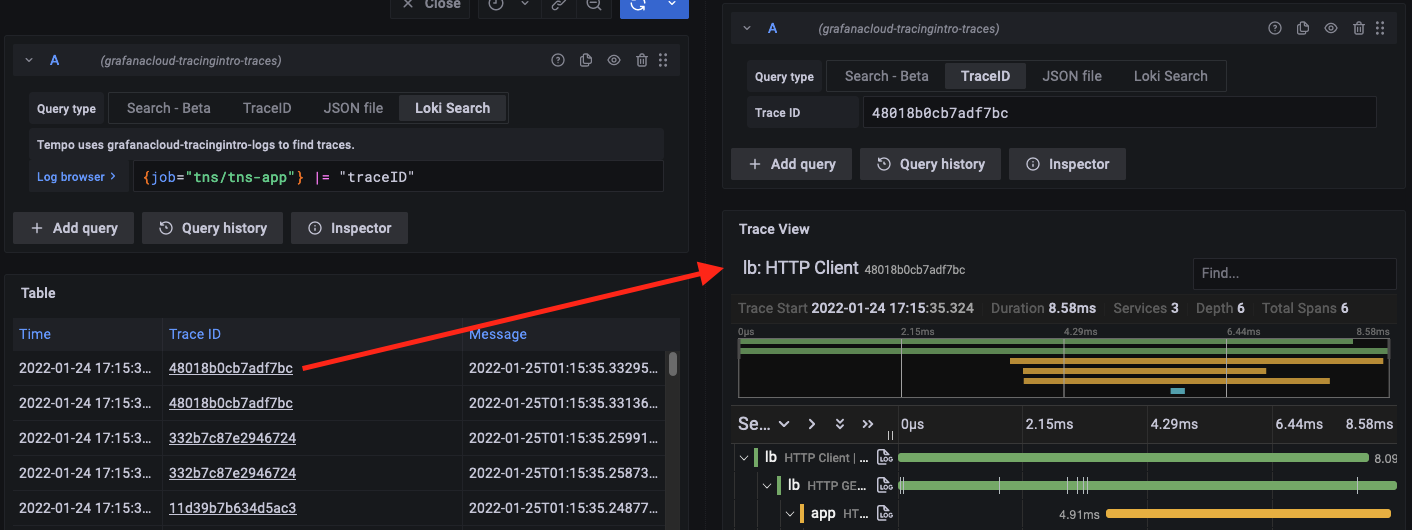 Close
A (grafanacloud-tracingintro-traces)
Query type Search - Beta TraceID JSON file Loki Search
Tempo uses grafanacloud-tracingintro-logs to find traces.
Log browser > {job="tns/tns-app"} |= "traceID"
+ Add query Query history Inspector
Table
Time Trace ID Message
2022-01-24 17:15:3... 48018b0cb7adf7bc 2022-01-25T01:15:35.33295...
2022-01-24 17:15:3... 48018b0cb7adf7bc 2022-01-25T01:15:35.33136...
2022-01-24 17:15:3... 332b7c87e2946724 2022-01-25T01:15:35.25991...
2022-01-24 17:15:3... 332b7c87e2946724 2022-01-25T01:15:35.25873...
2022-01-24 17:15:3... 11d39b7b634d5ac3 2022-01-25T01:15:35.24877...
A (grafanacloud-tracingintro-traces)
Query type Search - Beta TraceID JSON file Loki Search
Trace ID 48018b0cb7adf7bc
+ Add query Query history Inspector
Trace View
lb: HTTP Client 48018b0cb7adf7bc Find...
Trace Start 2022-01-24 17:15:35.324 Duration 8.58ms Services 3 Depth 6 Total Spans 6
0μs 2.15ms 4.29ms 6.44ms 8.58ms
Se... 0μs 2.15ms 4.29ms 6.44ms 8.58ms
lb HTTP Client | ... LOG 8.09
lb HTTP GE... LOG
app HT... LOG 4.91ms